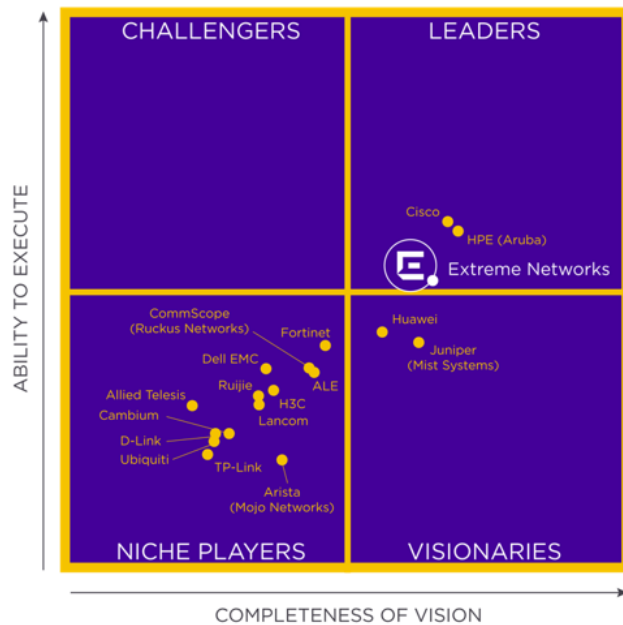 CHALLENGERS
LEADERS
ABILITY TO EXECUTE
Cisco
HPE (Aruba)
E
Extreme Networks
CommScope
(Ruckus Networks)
Fortinet
Huawei
Juniper
(Mist Systems)
Dell EMC
ALE
Ruijie
H3C
Allied Telesis
Lancom
Cambium
D-Link
Ubiquiti
TP-Link
Arista
(Mojo Networks)
NICHE PLAYERS
VISIONARIES
COMPLETENESS OF VISION